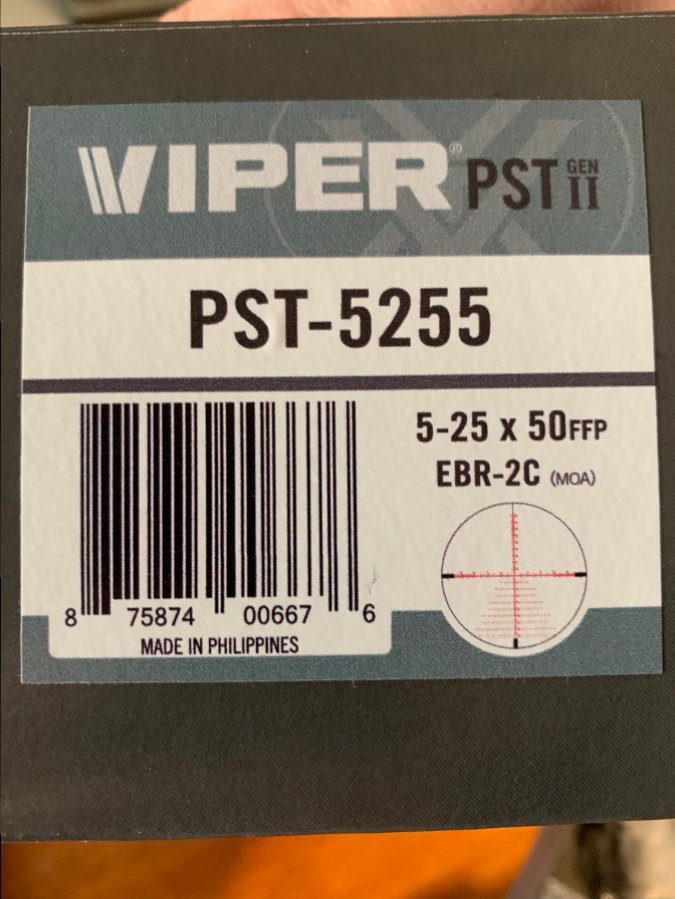 VIPER® PST GEN II
PST-5255
5-25 x 50FFP
EBR-2C (MOA)
8 75874 00667 6
MADE IN PHILIPPINES